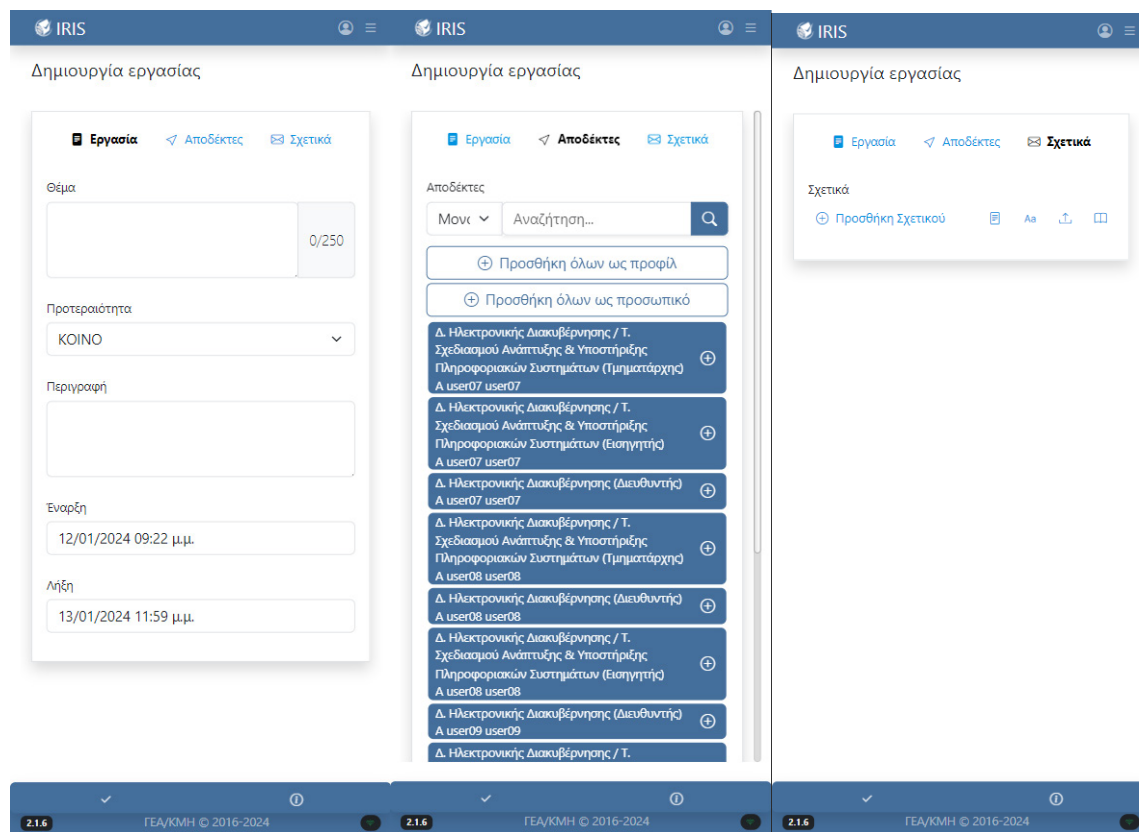 IRIS
Δημιουργία εργασίας
Εργασία Αποδέκτες Σχετικά
Θέμα
0/250
Προτεραιότητα
ΚΟΙΝΟ
Περιγραφή
Έναρξη
12/01/2024 09:22 μ.μ.
Λήξη
13/01/2024 11:59 μ.μ.
2.1.6 ΓΕΑ/ΚΜΗ © 2016-2024
IRIS
Δημιουργία εργασίας
Εργασία Αποδέκτες Σχετικά
Αποδέκτες
Μονο Αναζήτηση...
Προσθήκη όλων ως προφίλ
Προσθήκη όλων ως προσωπικό
Δ. Ηλεκτρονικής Διακυβέρνησης / Τ.
Σχεδιασμού Ανάπτυξης & Υποστήριξης
Πληροφοριακών Συστημάτων (Τμηματάρχης)
Α user07 user07
Δ. Ηλεκτρονικής Διακυβέρνησης / Τ.
Σχεδιασμού Ανάπτυξης & Υποστήριξης
Πληροφοριακών Συστημάτων (Εισηγητής)
Α user07 user07
Δ. Ηλεκτρονικής Διακυβέρνησης (Διευθυντής)
Α user07 user07
Δ. Ηλεκτρονικής Διακυβέρνησης / Τ.
Σχεδιασμού Ανάπτυξης & Υποστήριξης
Πληροφοριακών Συστημάτων (Τμηματάρχης)
Α user08 user08
Δ. Ηλεκτρονικής Διακυβέρνησης (Διευθυντής)
Α user08 user08
Δ. Ηλεκτρονικής Διακυβέρνησης / Τ.
Σχεδιασμού Ανάπτυξης & Υποστήριξης
Πληροφοριακών Συστημάτων (Εισηγητής)
Α user08 user08
Δ. Ηλεκτρονικής Διακυβέρνησης (Διευθυντής)
Α user09 user09
Δ. Ηλεκτρονικής Διακυβέρνησης / Τ.
2.1.6 ΓΕΑ/ΚΜΗ © 2016-2024
IRIS
Δημιουργία εργασίας
Εργασία Αποδέκτες Σχετικά
Σχετικά
Προσθήκη Σχετικού Aa
2.1.6 ΓΕΑ/ΚΜΗ © 2016-2024